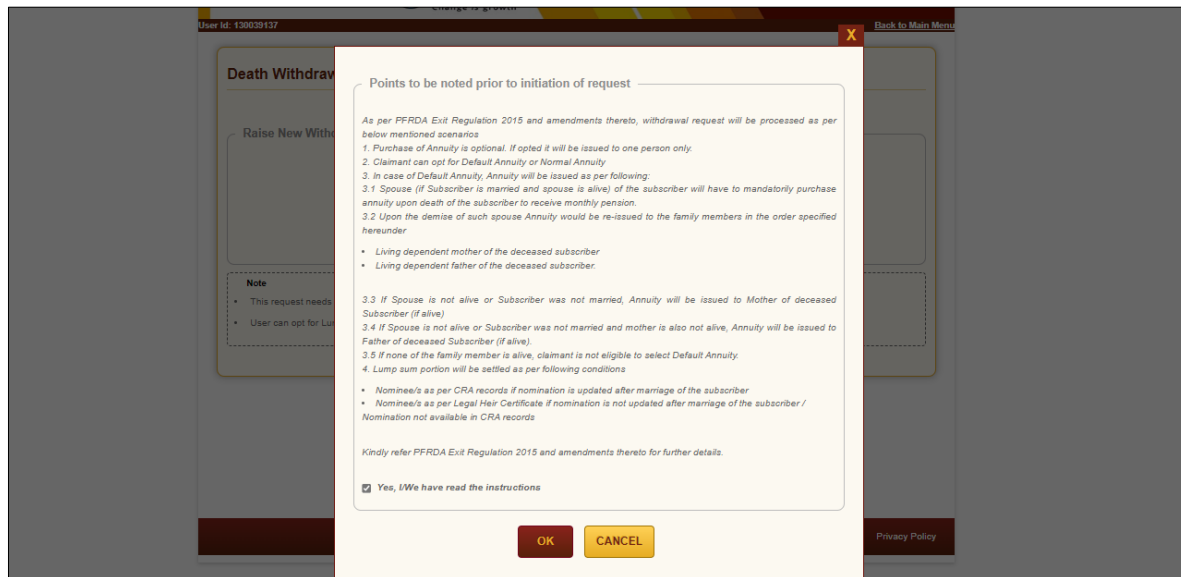 Change is growth
User Id: 130039137
Back to Main Menu
X
Death Withdraw
Points to be noted prior to initiation of request
Raise New Withd
As per PFRDA Exit Regulation 2015 and amendments thereto, withdrawal request will be processed as per
below mentioned scenarios
1. Purchase of Annuity is optional. If opted it will be issued to one person only.
2. Claimant can opt for Default Annuity or Normal Annuity
3. In case of Default Annuity, Annuity will be issued as per following:
3.1 Spouse (if Subscriber is married and spouse is alive) of the subscriber will have to mandatorily purchase
annuity upon death of the subscriber to receive monthly pension.
3.2 Upon the demise of such spouse Annuity would be re-issued to the family members in the order specified
hereunder
• Living dependent mother of the deceased subscriber
• Living dependent father of the deceased subscriber.
Note
• This request needs
• User can opt for Lu
3.3 If Spouse is not alive or Subscriber was not married, Annuity will be issued to Mother of deceased
Subscriber (if alive)
3.4 If Spouse is not alive or Subscriber was not married and mother is also not alive, Annuity will be issued to
Father of deceased Subscriber (if alive).
3.5 If none of the family member is alive, claimant is not eligible to select Default Annuity.
4. Lump sum portion will be settled as per following conditions
• Nominee/s as per CRA records if nomination is updated after marriage of the subscriber
• Nominee/s as per Legal Heir Certificate if nomination is not updated after marriage of the subscriber /
Nomination not available in CRA records
Kindly refer PFRDA Exit Regulation 2015 and amendments thereto for further details.
Yes, I/We have read the instructions
OK
CANCEL
Privacy Policy